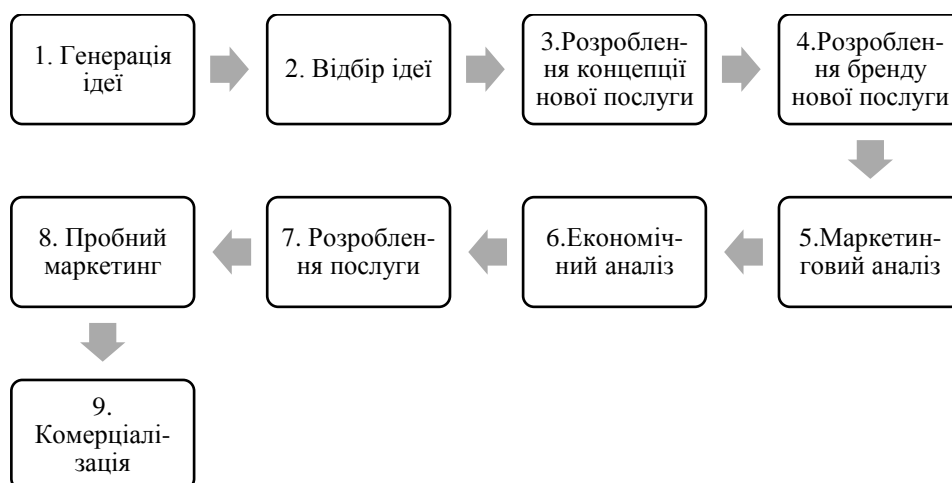 1. Генерація
ідеї
2. Відбір ідеї
3.Розроблен-
ня концепції
нової послуги
4.Розроблен-
ня бренду
нової послуги
5.Маркетин-
говий аналіз
6.Економіч-
ний аналіз
7. Розроблен-
ня послуги
8. Пробний
маркетинг
9.
Комерціалі-
зація